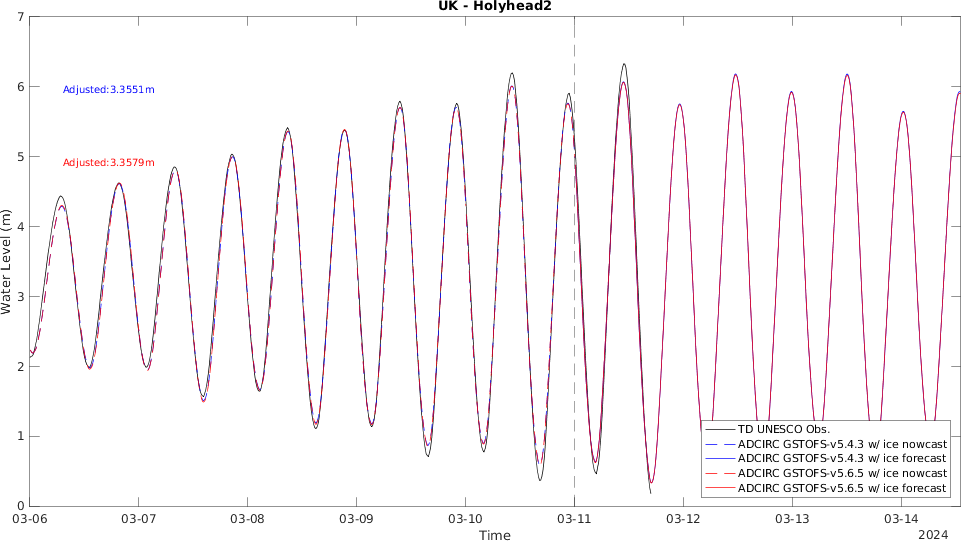 UK - Holyhead2
7
6
5
4
3
2
1
0
Water Level (m)
Adjusted:3.3551m
Adjusted:3.3579m
TD UNESCO Obs.
ADCIRC GSTOFS-v5.4.3 w/ ice nowcast
ADCIRC GSTOFS-v5.4.3 w/ ice forecast
ADCIRC GSTOFS-v5.6.5 w/ ice nowcast
ADCIRC GSTOFS-v5.6.5 w/ ice forecast
03-06 03-07 03-08 03-09 03-10 03-11 03-12 03-13 03-14
Time
2024